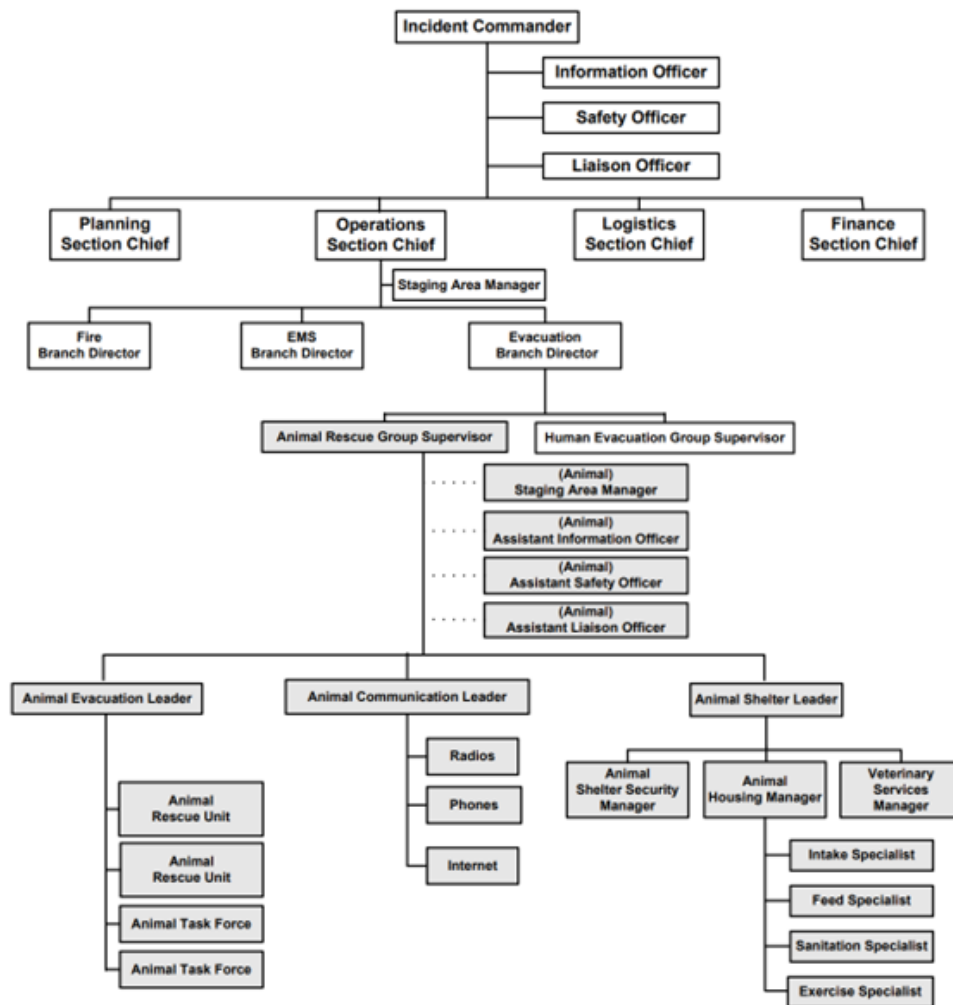 Incident Commander
Information Officer
Safety Officer
Liaison Officer
Planning
Section Chief
Operations
Section Chief
Logistics
Section Chief
Finance
Section Chief
Staging Area Manager
Fire
Branch Director
EMS
Branch Director
Evacuation
Branch Director
Animal Rescue Group Supervisor
Human Evacuation Group Supervisor
(Animal)
Staging Area Manager
(Animal)
Assistant Information Officer
(Animal)
Assistant Safety Officer
(Animal)
Assistant Liaison Officer
Animal Evacuation Leader
Animal Communication Leader
Animal Shelter Leader
Animal
Rescue Unit
Animal
Rescue Unit
Animal Task Force
Animal Task Force
Radios
Phones
Internet
Animal
Shelter Security
Manager
Animal
Housing Manager
Veterinary
Services
Manager
Intake Specialist
Feed Specialist
Sanitation Specialist
Exercise Specialist